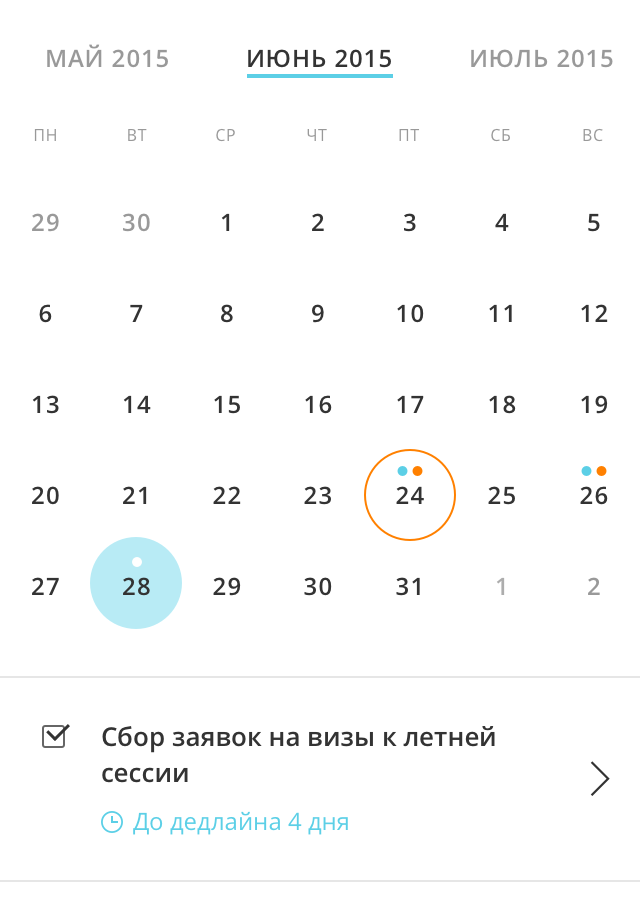 МАЙ 2015 ИЮНЬ 2015 ИЮЛЬ 2015
ПН ВТ СР ЧТ ПТ СБ ВС
29 30 1 2 3 4 5
6 7 8 9 10 11 12
13 14 15 16 17 18 19
20 21 22 23 24 25 26
27 28 29 30 31 1 2
Сбор заявок на визы к летней
сессии
До дедлайна 4 дня